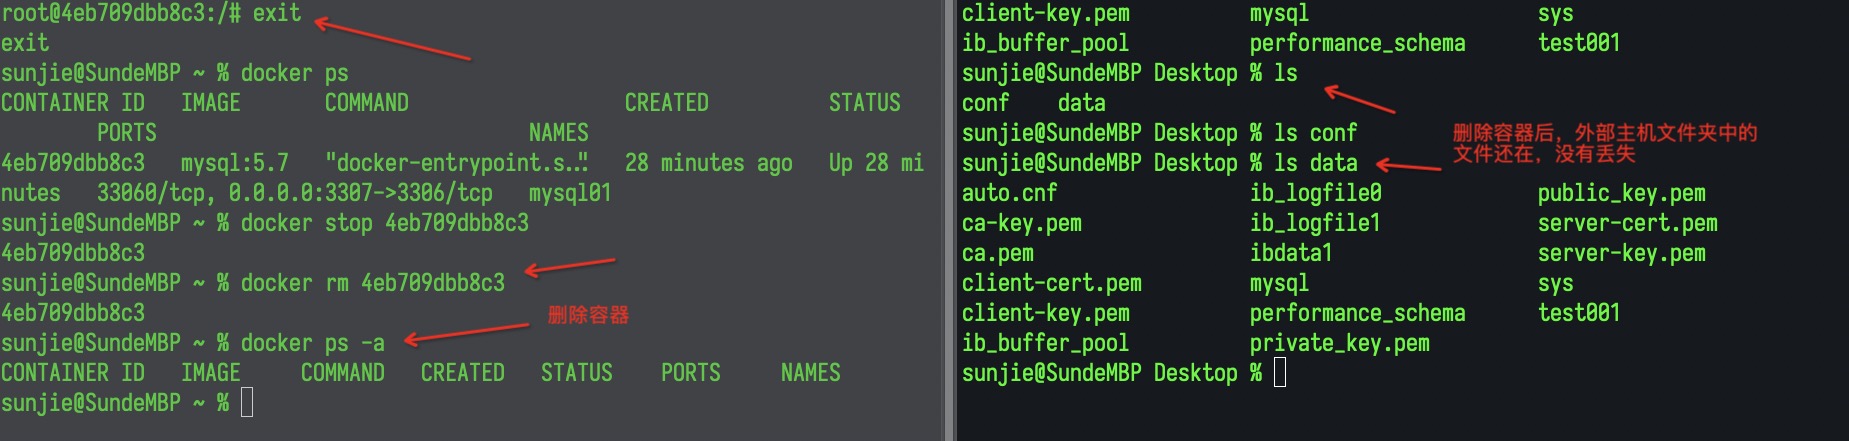 root@4eb709dbb8c3:/# exit
exit
sunjie@SundeMBP ~ % docker ps
CONTAINER ID   IMAGE       COMMAND                  CREATED          STATUS
        PORTS                               NAMES
4eb709dbb8c3   mysql:5.7   "docker-entrypoint.s…"   28 minutes ago   Up 28 mi
nutes   33060/tcp, 0.0.0.0:3307->3306/tcp   mysql01
sunjie@SundeMBP ~ % docker stop 4eb709dbb8c3
4eb709dbb8c3
sunjie@SundeMBP ~ % docker rm 4eb709dbb8c3
4eb709dbb8c3
删除容器
sunjie@SundeMBP ~ % docker ps -a
CONTAINER ID   IMAGE     COMMAND   CREATED   STATUS    PORTS     NAMES
sunjie@SundeMBP ~ %
client-key.pem          mysql                   sys
ib_buffer_pool          performance_schema      test001
sunjie@SundeMBP Desktop % ls
conf    data
sunjie@SundeMBP Desktop % ls conf
删除容器后，外部主机文件夹中的
文件还在，没有丢失
sunjie@SundeMBP Desktop % ls data
auto.cnf                ib_logfile0             public_key.pem
ca-key.pem              ib_logfile1             server-cert.pem
ca.pem                  ibdata1                 server-key.pem
client-cert.pem         mysql                   sys
client-key.pem          performance_schema      test001
ib_buffer_pool          private_key.pem
sunjie@SundeMBP Desktop %